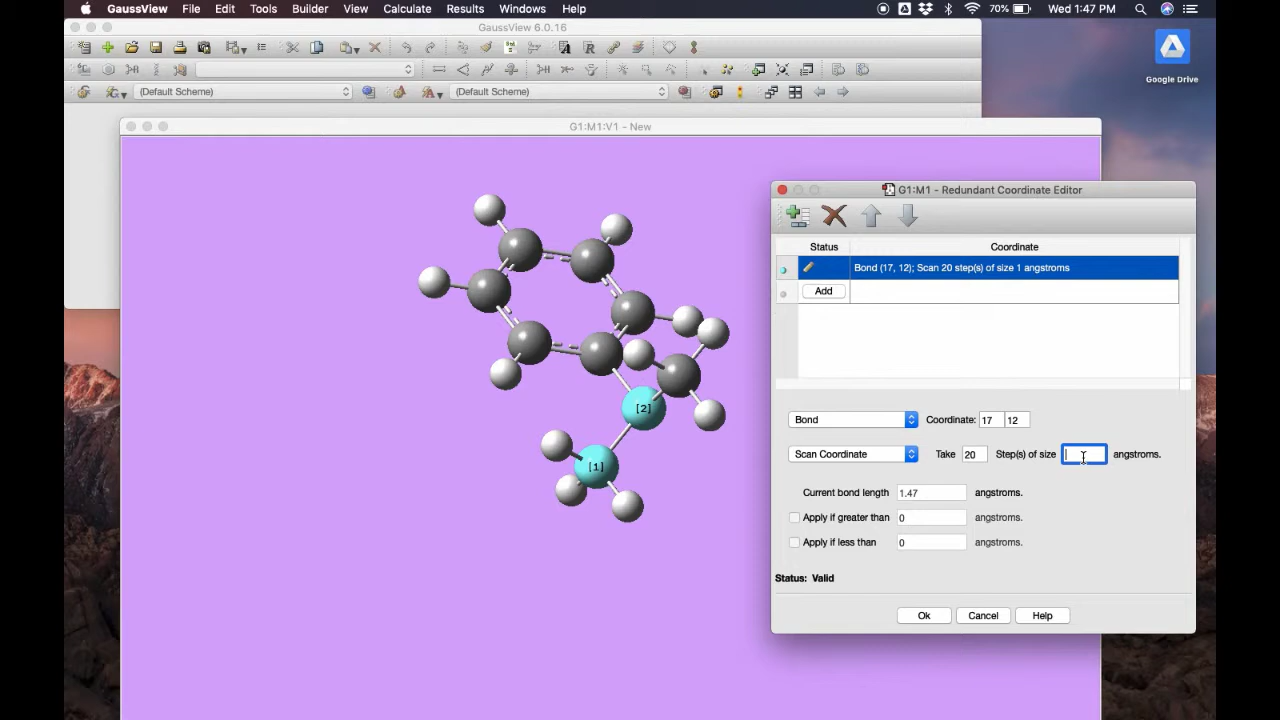 GaussView File Edit Tools Builder View Calculate Results Windows Help 70% Wed 1:47 PM
GaussView 6.0.16
Google Drive
(Default Scheme) (Default Scheme)
G1:M1:V1 - New
G1:M1 - Redundant Coordinate Editor
Status Coordinate
Bond (17, 12); Scan 20 step(s) of size 1 angstroms
Add
[2]
[1]
Bond Coordinate: 17 12
Scan Coordinate Take 20 Step(s) of size angstroms.
Current bond length 1.47 angstroms.
Apply if greater than 0 angstroms.
Apply if less than 0 angstroms.
Status: Valid
Ok Cancel Help